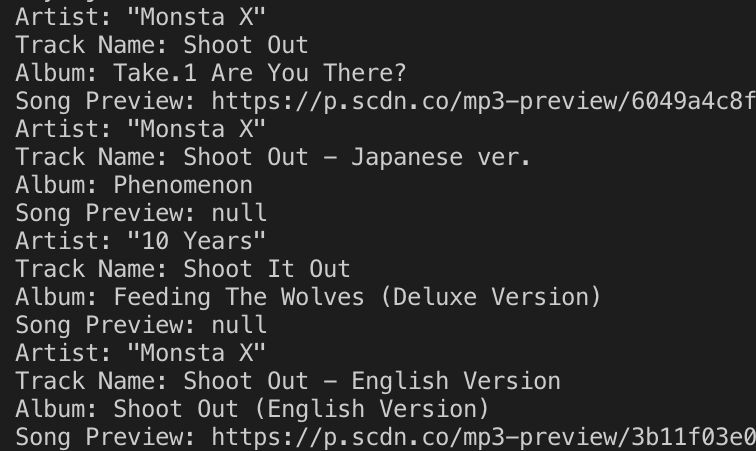 Artist: "Monsta X"
Track Name: Shoot Out
Album: Take.1 Are You There?
Song Preview: https://p.scdn.co/mp3-preview/6049a4c8f
Artist: "Monsta X"
Track Name: Shoot Out - Japanese ver.
Album: Phenomenon
Song Preview: null
Artist: "10 Years"
Track Name: Shoot It Out
Album: Feeding The Wolves (Deluxe Version)
Song Preview: null
Artist: "Monsta X"
Track Name: Shoot Out - English Version
Album: Shoot Out (English Version)
Song Preview: https://p.scdn.co/mp3-preview/3b11f03e0